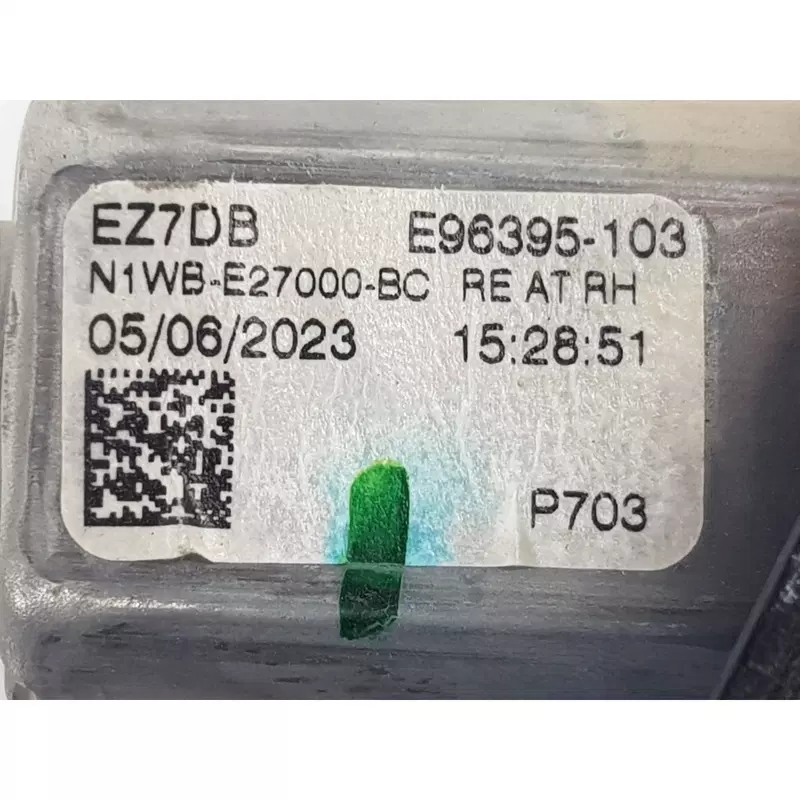 EZ7DB E96395-103
N1WB-E27000-BC RE AT RH
05/06/2023 15:28:51
P703